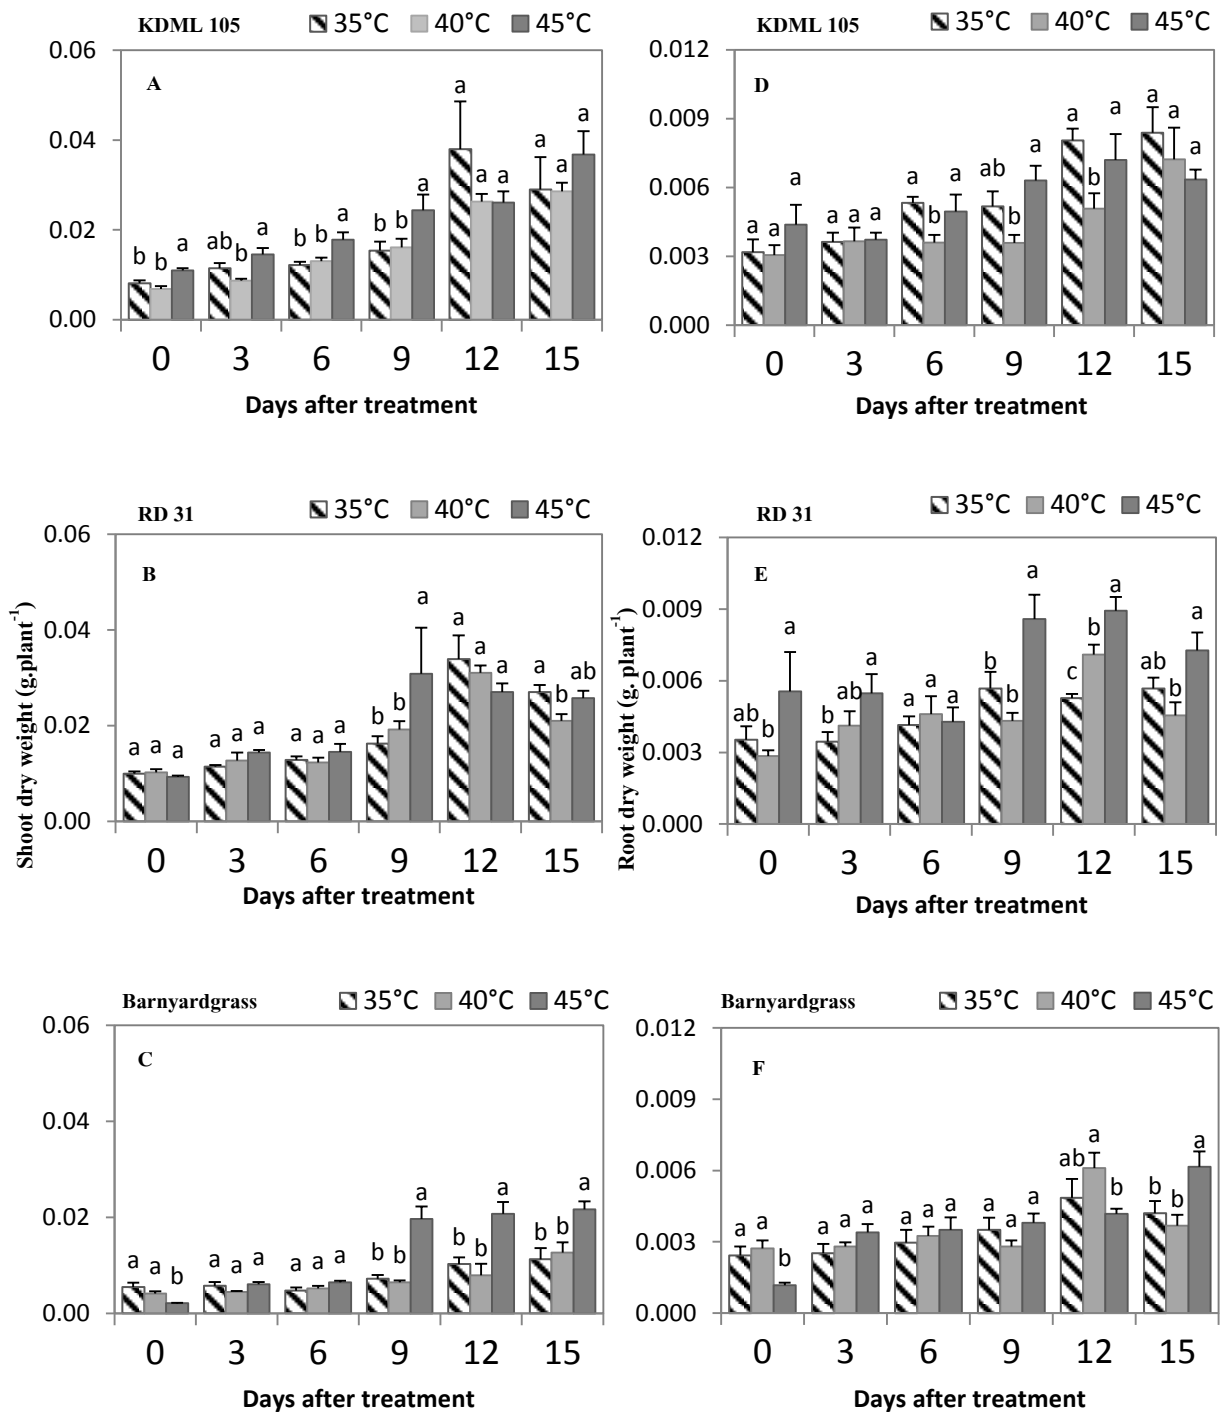 KDML 105 35°C 40°C 45°C
0.06
A
a
a
a
0.04
a a
a a
a
a
0.02
b b
b b
ab b a
b b a
0.00
0 3 6 9 12 15
Days after treatment
KDML 105 35°C 40°C 45°C
0.012
D
a
a
a
a
0.009
a
a
ab
a
a
b
0.006
a
b
b
a a a
a a
0.003
0.000
0 3 6 9 12 15
Days after treatment
RD 31 35°C 40°C 45°C
0.06
B
a
a
0.04
a
a
a
b
ab
b b
0.02
a a a
a a a
a a a
0.00
0 3 6 9 12 15
Days after treatment
Shoot dry weight (g.plant-1)
RD 31 35°C 40°C 45°C
0.012
E
a
a
0.009
a
b
a
b
c
ab
a
b
b
0.006
ab
b
b ab
a a a
0.003
0.000
0 3 6 9 12 15
Days after treatment
Root dry weight (g. plant-1)
Barnyardgrass 35°C 40°C 45°C
0.06
C
0.04
a
a
a
0.02
b b
b b
b b
a a b
a a a
a a a
0.00
0 3 6 9 12 15
Days after treatment
Barnyardgrass 35°C 40°C 45°C
0.012
F
0.009
a
a
ab
b
0.006
b b
a a a
a a a
a a a
a a
b
0.003
0.000
0 3 6 9 12 15
Days after treatment